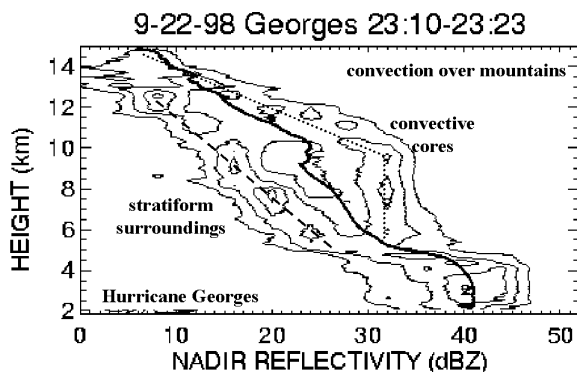 9-22-98 Georges 23:10-23:23
14
convection over mountains
12
convective
cores
10
8
stratiform
surroundings
6
4
Hurricane Georges
2
HEIGHT (km)
0 10 20 30 40 50
NADIR REFLECTIVITY (dBZ)